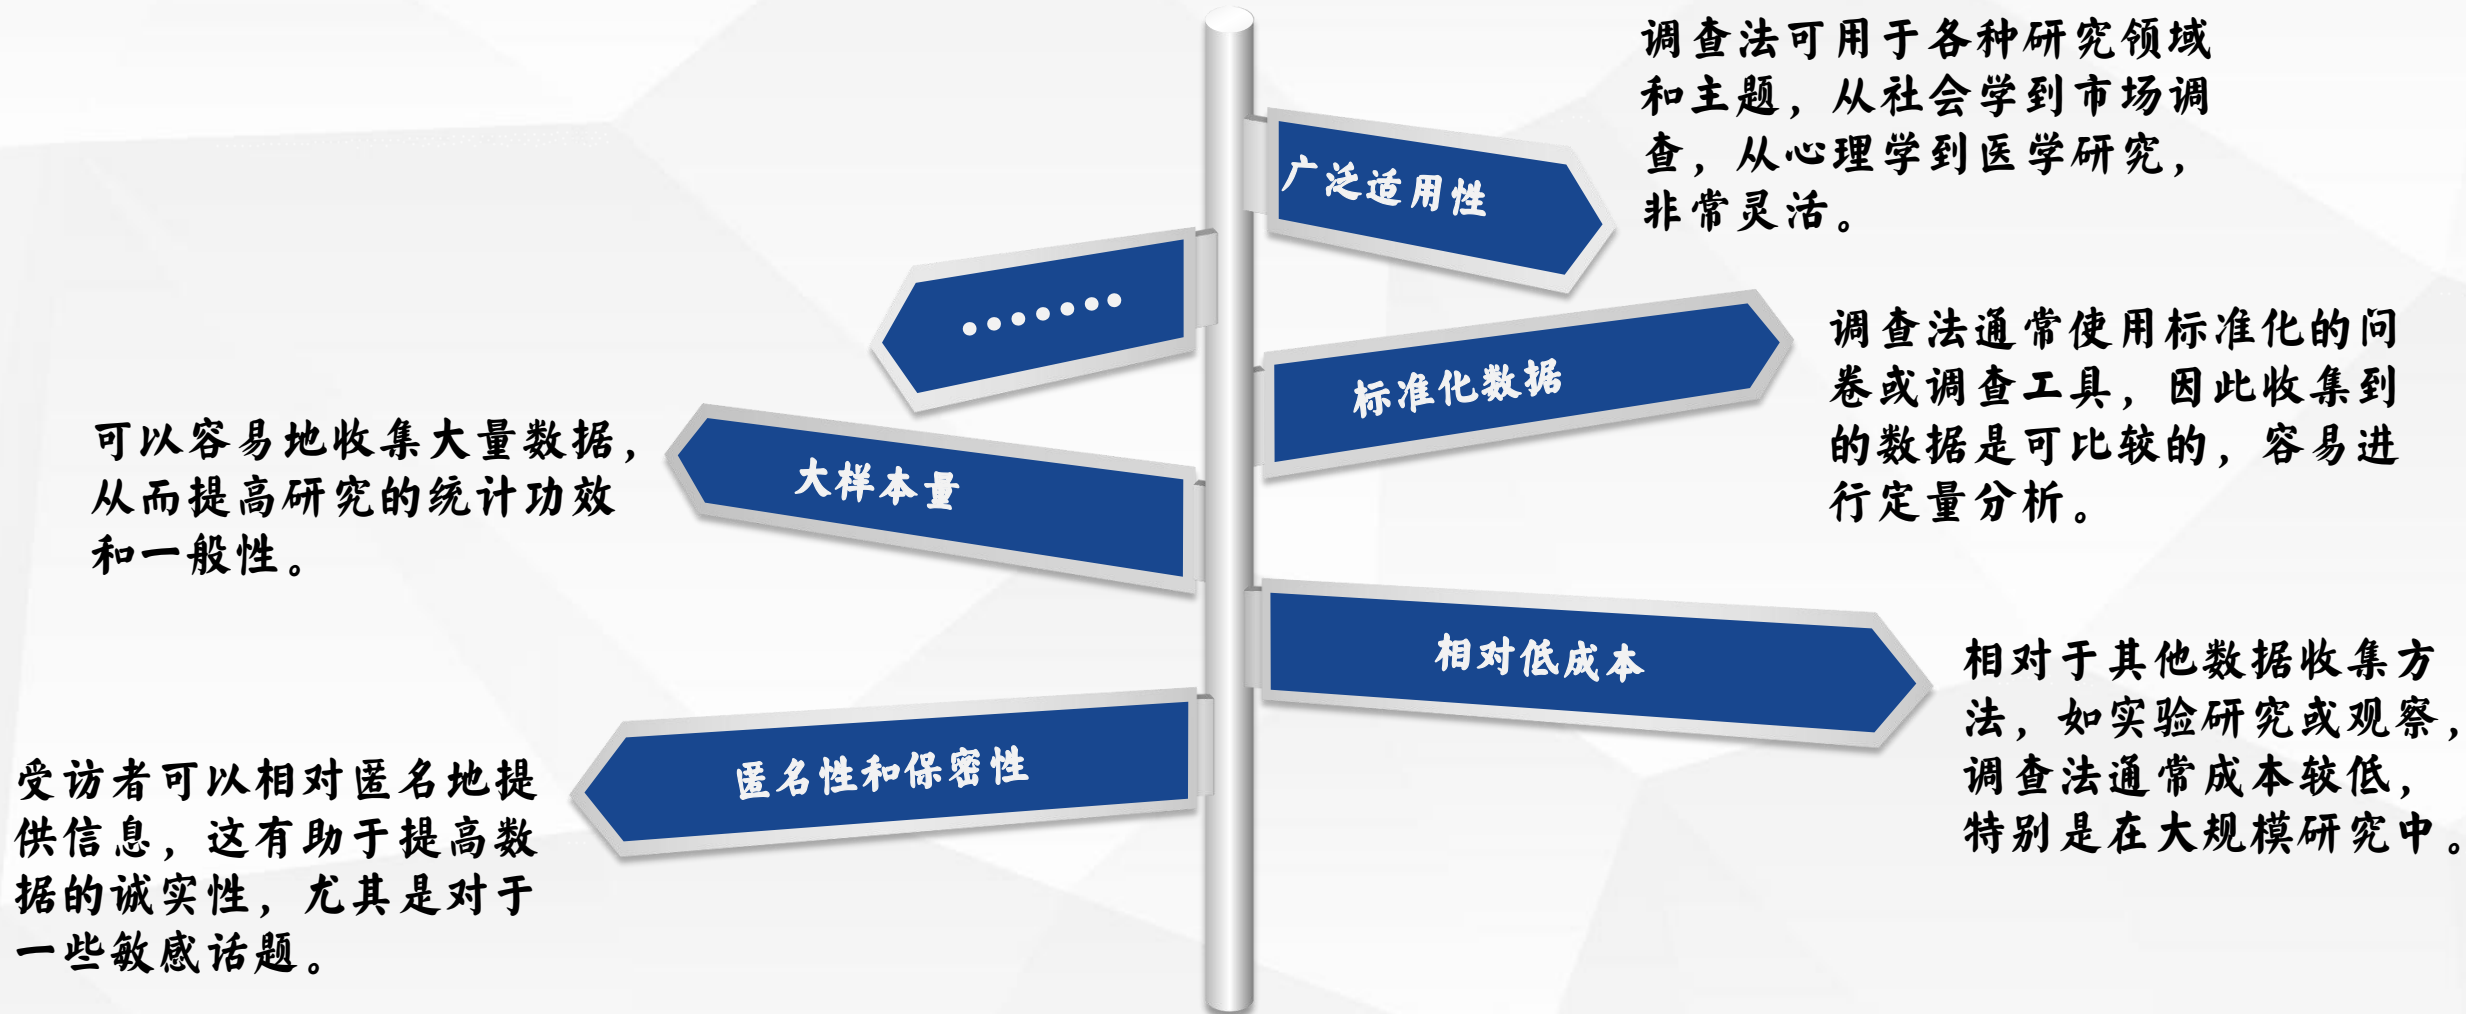 调查法可用于各种研究领域
和主题，从社会学到市场调
查，从心理学到医学研究，
非常灵活。
广泛适用性
•••••••
调查法通常使用标准化的问
卷或调查工具，因此收集到
的数据是可比较的，容易进
行定量分析。
标准化数据
可以容易地收集大量数据，
从而提高研究的统计功效
和一般性。
大样本量
相对低成本
相对于其他数据收集方
法，如实验研究或观察，
调查法通常成本较低，
特别是在大规模研究中。
匿名性和保密性
受访者可以相对匿名地提
供信息，这有助于提高数
据的诚实性，尤其是对于
一些敏感话题。